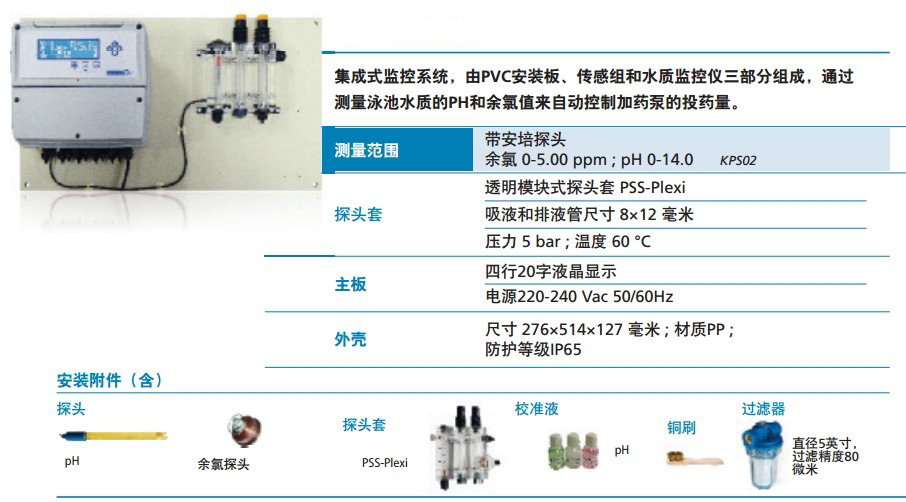 集成式监控系统，由PVC安装板、传感组和水质监控仪三部分组成，通过
测量泳池水质的PH和余氯值来自动控制加药泵的投药量。
测量范围
带安培探头
余氯 0-5.00 ppm ; pH 0-14.0 KPS02
探头套
透明模块式探头套 PSS-Plexi
吸液和排液管尺寸 8×12 毫米
压力 5 bar ; 温度 60 °C
主板
四行20字液晶显示
电源220-240 Vac 50/60Hz
外壳
尺寸 276×514×127 毫米 ; 材质PP ;
防护等级IP65
安装附件（含）
探头
pH
余氯探头
探头套
PSS-Plexi
校准液
pH
铜刷
过滤器
直径5英寸，
过滤精度80
微米